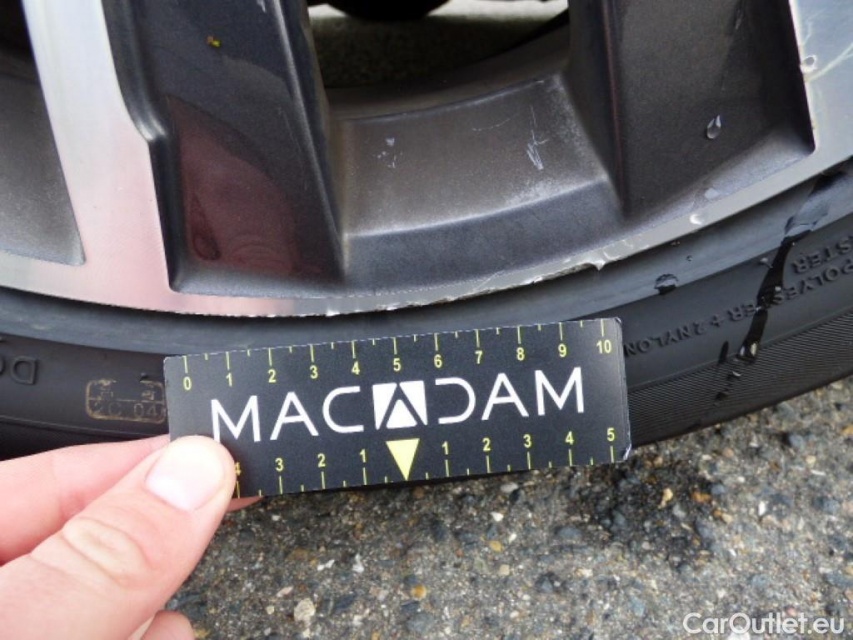 POLYESTER + 2NYLON
0 1 2 3 4 5 6 7 8 9 10
MACADAM
4 3 2 1 1 2 3 4 5
CarOutlet.eu